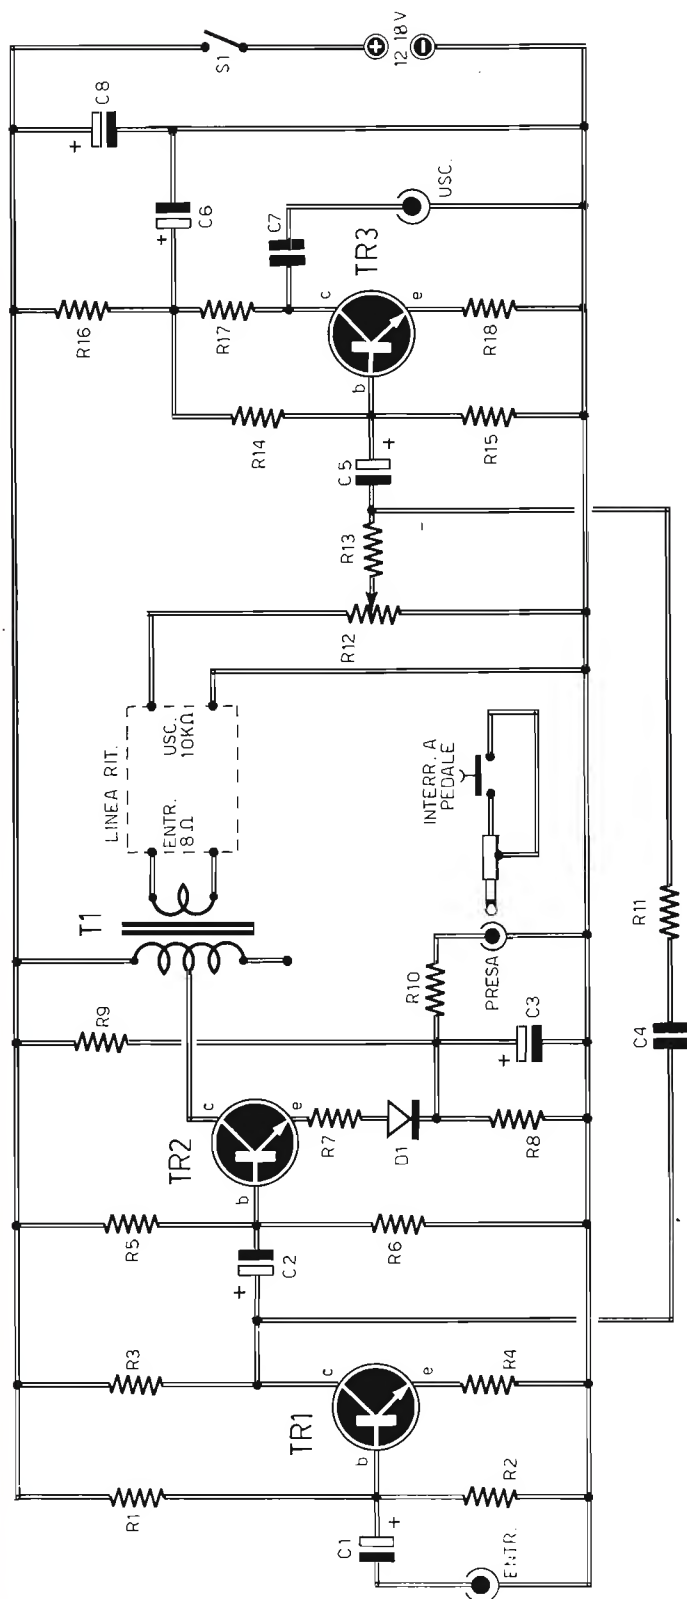 ENTR.
C1
+
R1
R2
TR1
b
c
e
R3
R4
C2
+
R5
R6
TR2
b
c
e
R7
D1
R8
R9
C3
+
R10
PRESA
INTERR. A
PEDALE
T1
LINEA RIT.
ENTR.
8Ω
USC.
10KΩ
C4
R11
R12
R13
C5
+
R14
R15
R16
R17
R18
TR3
b
c
e
C6
+
C7
USC.
C8
+
S1
+
12 18V
−